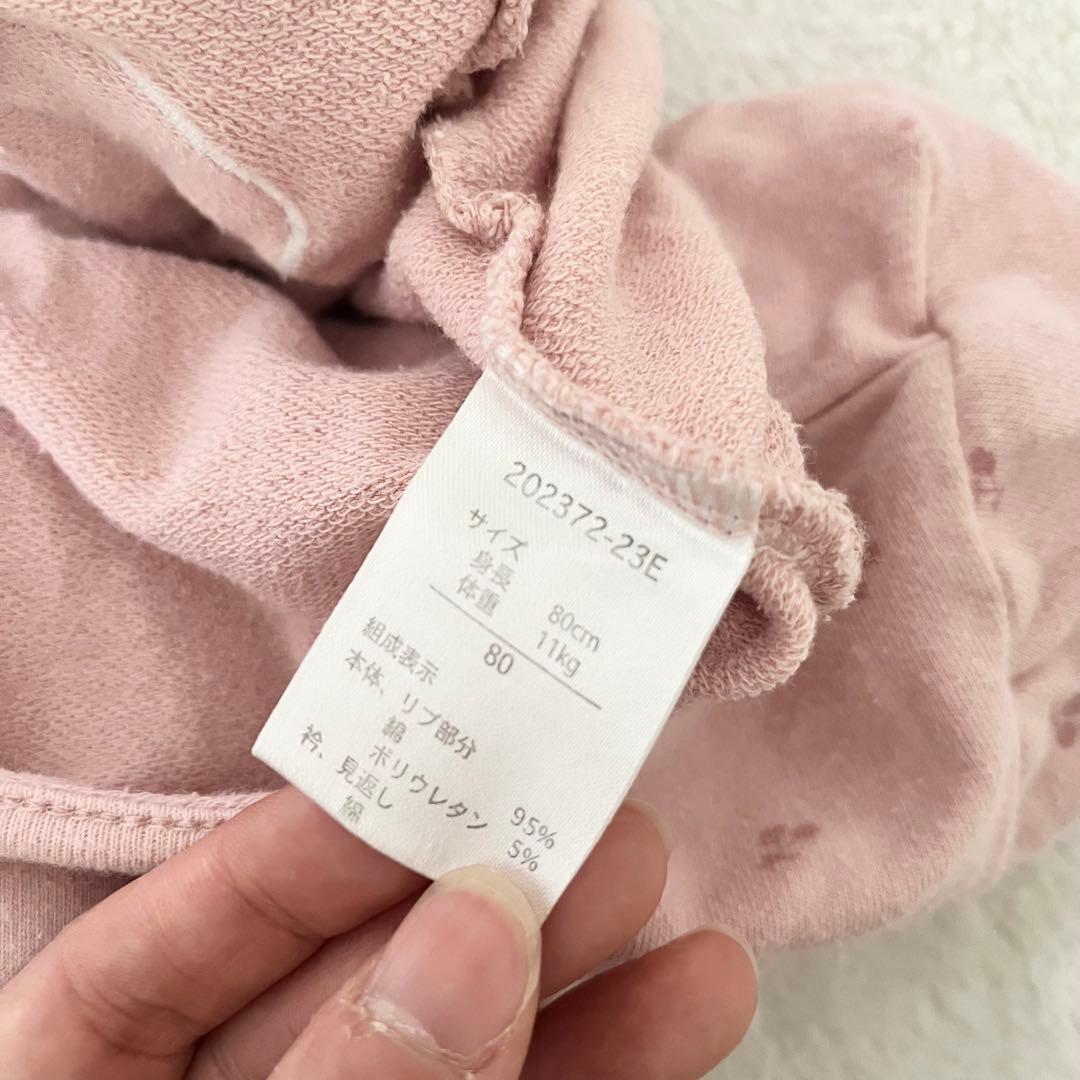 202372-23E
サイズ
身長 80cm
体重 11kg
80
組成表示
本体、リブ部分
綿 95%
ポリウレタン 5%
衿、見返し
綿